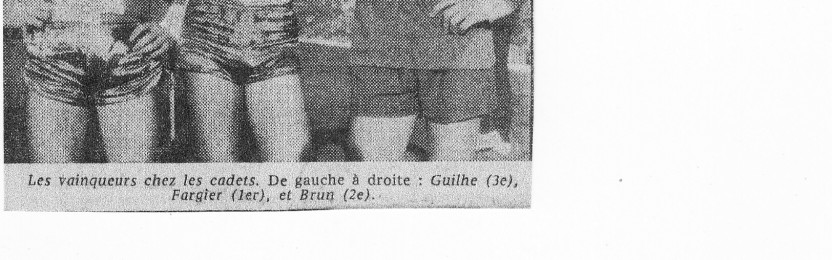 Les vainqueurs chez les cadets. De gauche à droite : Guilhe (3e),
Fargier (1er), et Brun (2e).